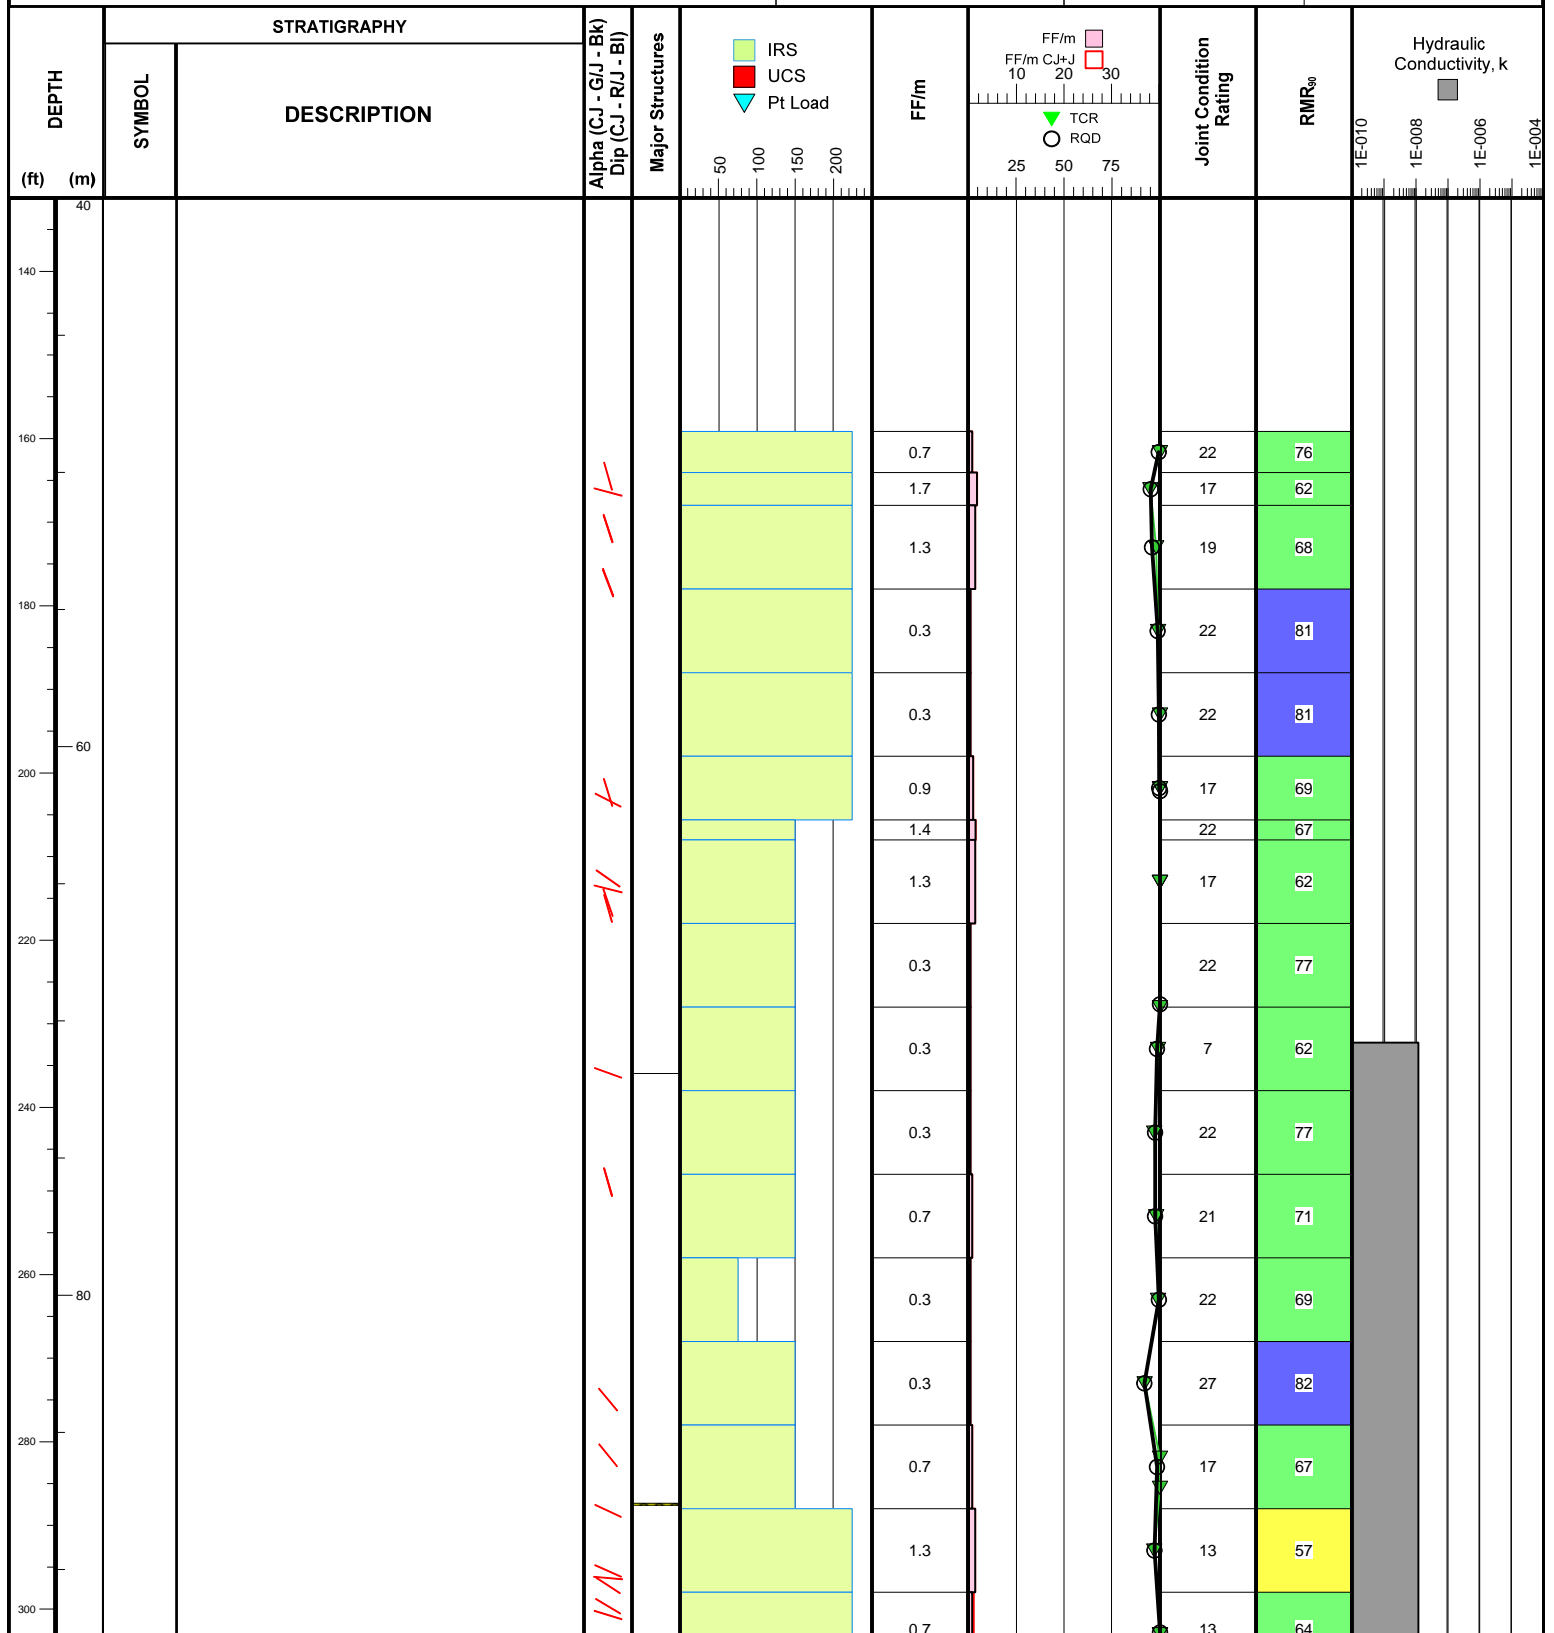 STRATIGRAPHY
DEPTH
(ft) (m)
SYMBOL
DESCRIPTION
Alpha (CJ - G/J - Bk)
Dip (CJ - R/J - Bl)
Major Structures
IRS
UCS
Pt Load
50 100 150 200
FF/m
FF/m
FF/m CJ+J
10 20 30
TCR
RQD
25 50 75
Joint Condition
Rating
RMR90
Hydraulic
Conductivity, k
1E-010 1E-008 1E-006 1E-004
40
140
160
0.7 22 76
1.7 17 62
1.3 19 68
180
0.3 22 81
0.3 22 81
60
200
0.9 17 69
1.4 22 67
1.3 17 62
220
0.3 22 77
0.3 7 62
240
0.3 22 77
0.7 21 71
260
80
0.3 22 69
0.3 27 82
280
0.7 17 67
1.3 13 57
300
0.7 13 64